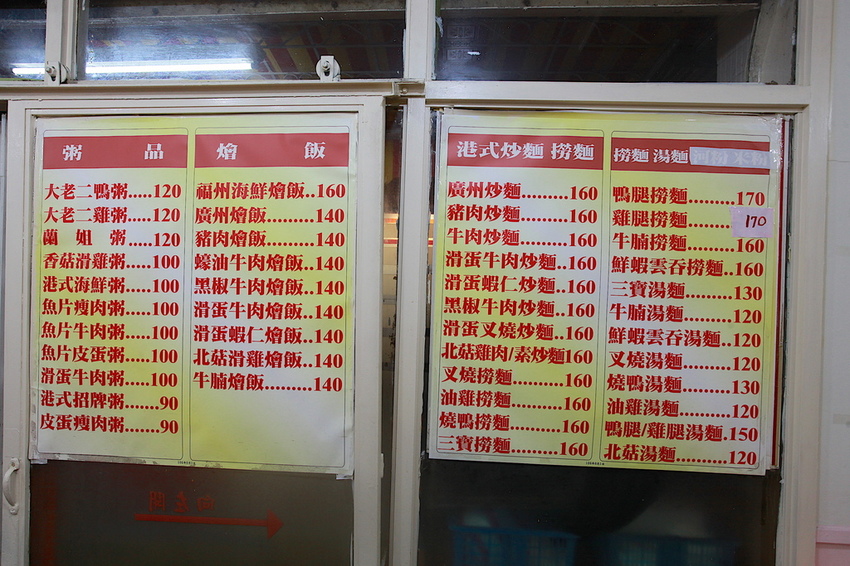 粥品
大老二鴨粥.....120
大老二雞粥.....120
蘭姐粥.....120
香菇滑雞粥....100
港式海鮮粥....100
魚片瘦肉粥....100
魚片牛肉粥....100
魚片皮蛋粥....100
滑蛋牛肉粥....100
港式招牌粥......90
皮蛋瘦肉粥......90
燴飯
福州海鮮燴飯..160
廣州燴飯........140
豬肉燴飯........140
蠔油牛肉燴飯..140
黑椒牛肉燴飯..140
滑蛋牛肉燴飯..140
滑蛋蝦仁燴飯..140
北菇滑雞燴飯..140
牛腩燴飯.........140
港式炒麵 撈麵
廣州炒麵.........160
豬肉炒麵.........160
牛肉炒麵.........160
滑蛋牛肉炒麵..160
滑蛋蝦仁炒麵..160
黑椒牛肉炒麵..160
滑蛋叉燒炒麵..160
北菇雞肉/素炒麵160
叉燒撈麵.........160
油雞撈麵.........160
燒鴨撈麵.........160
三寶撈麵.........160
撈麵 湯麵
鴨腿撈麵........170
雞腿撈麵........170
牛腩撈麵........160
鮮蝦雲吞撈麵..160
三寶湯麵.........130
牛腩湯麵.........120
鮮蝦雲吞湯麵..120
叉燒湯麵.........120
燒鴨湯麵.........130
油雞湯麵.........120
鴨腿/雞腿湯麵.150
北菇湯麵.........120